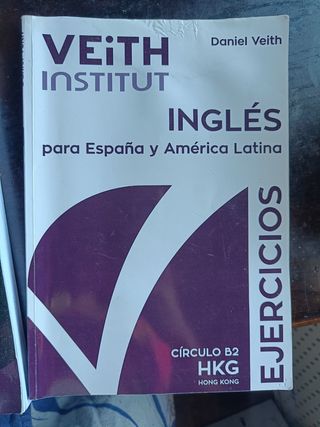 VEiTH
INSTITUT
Daniel Veith
INGLÉS
para España y América Latina
EJERCICIOS
CÍRCULO B2
HKG
HONG KONG